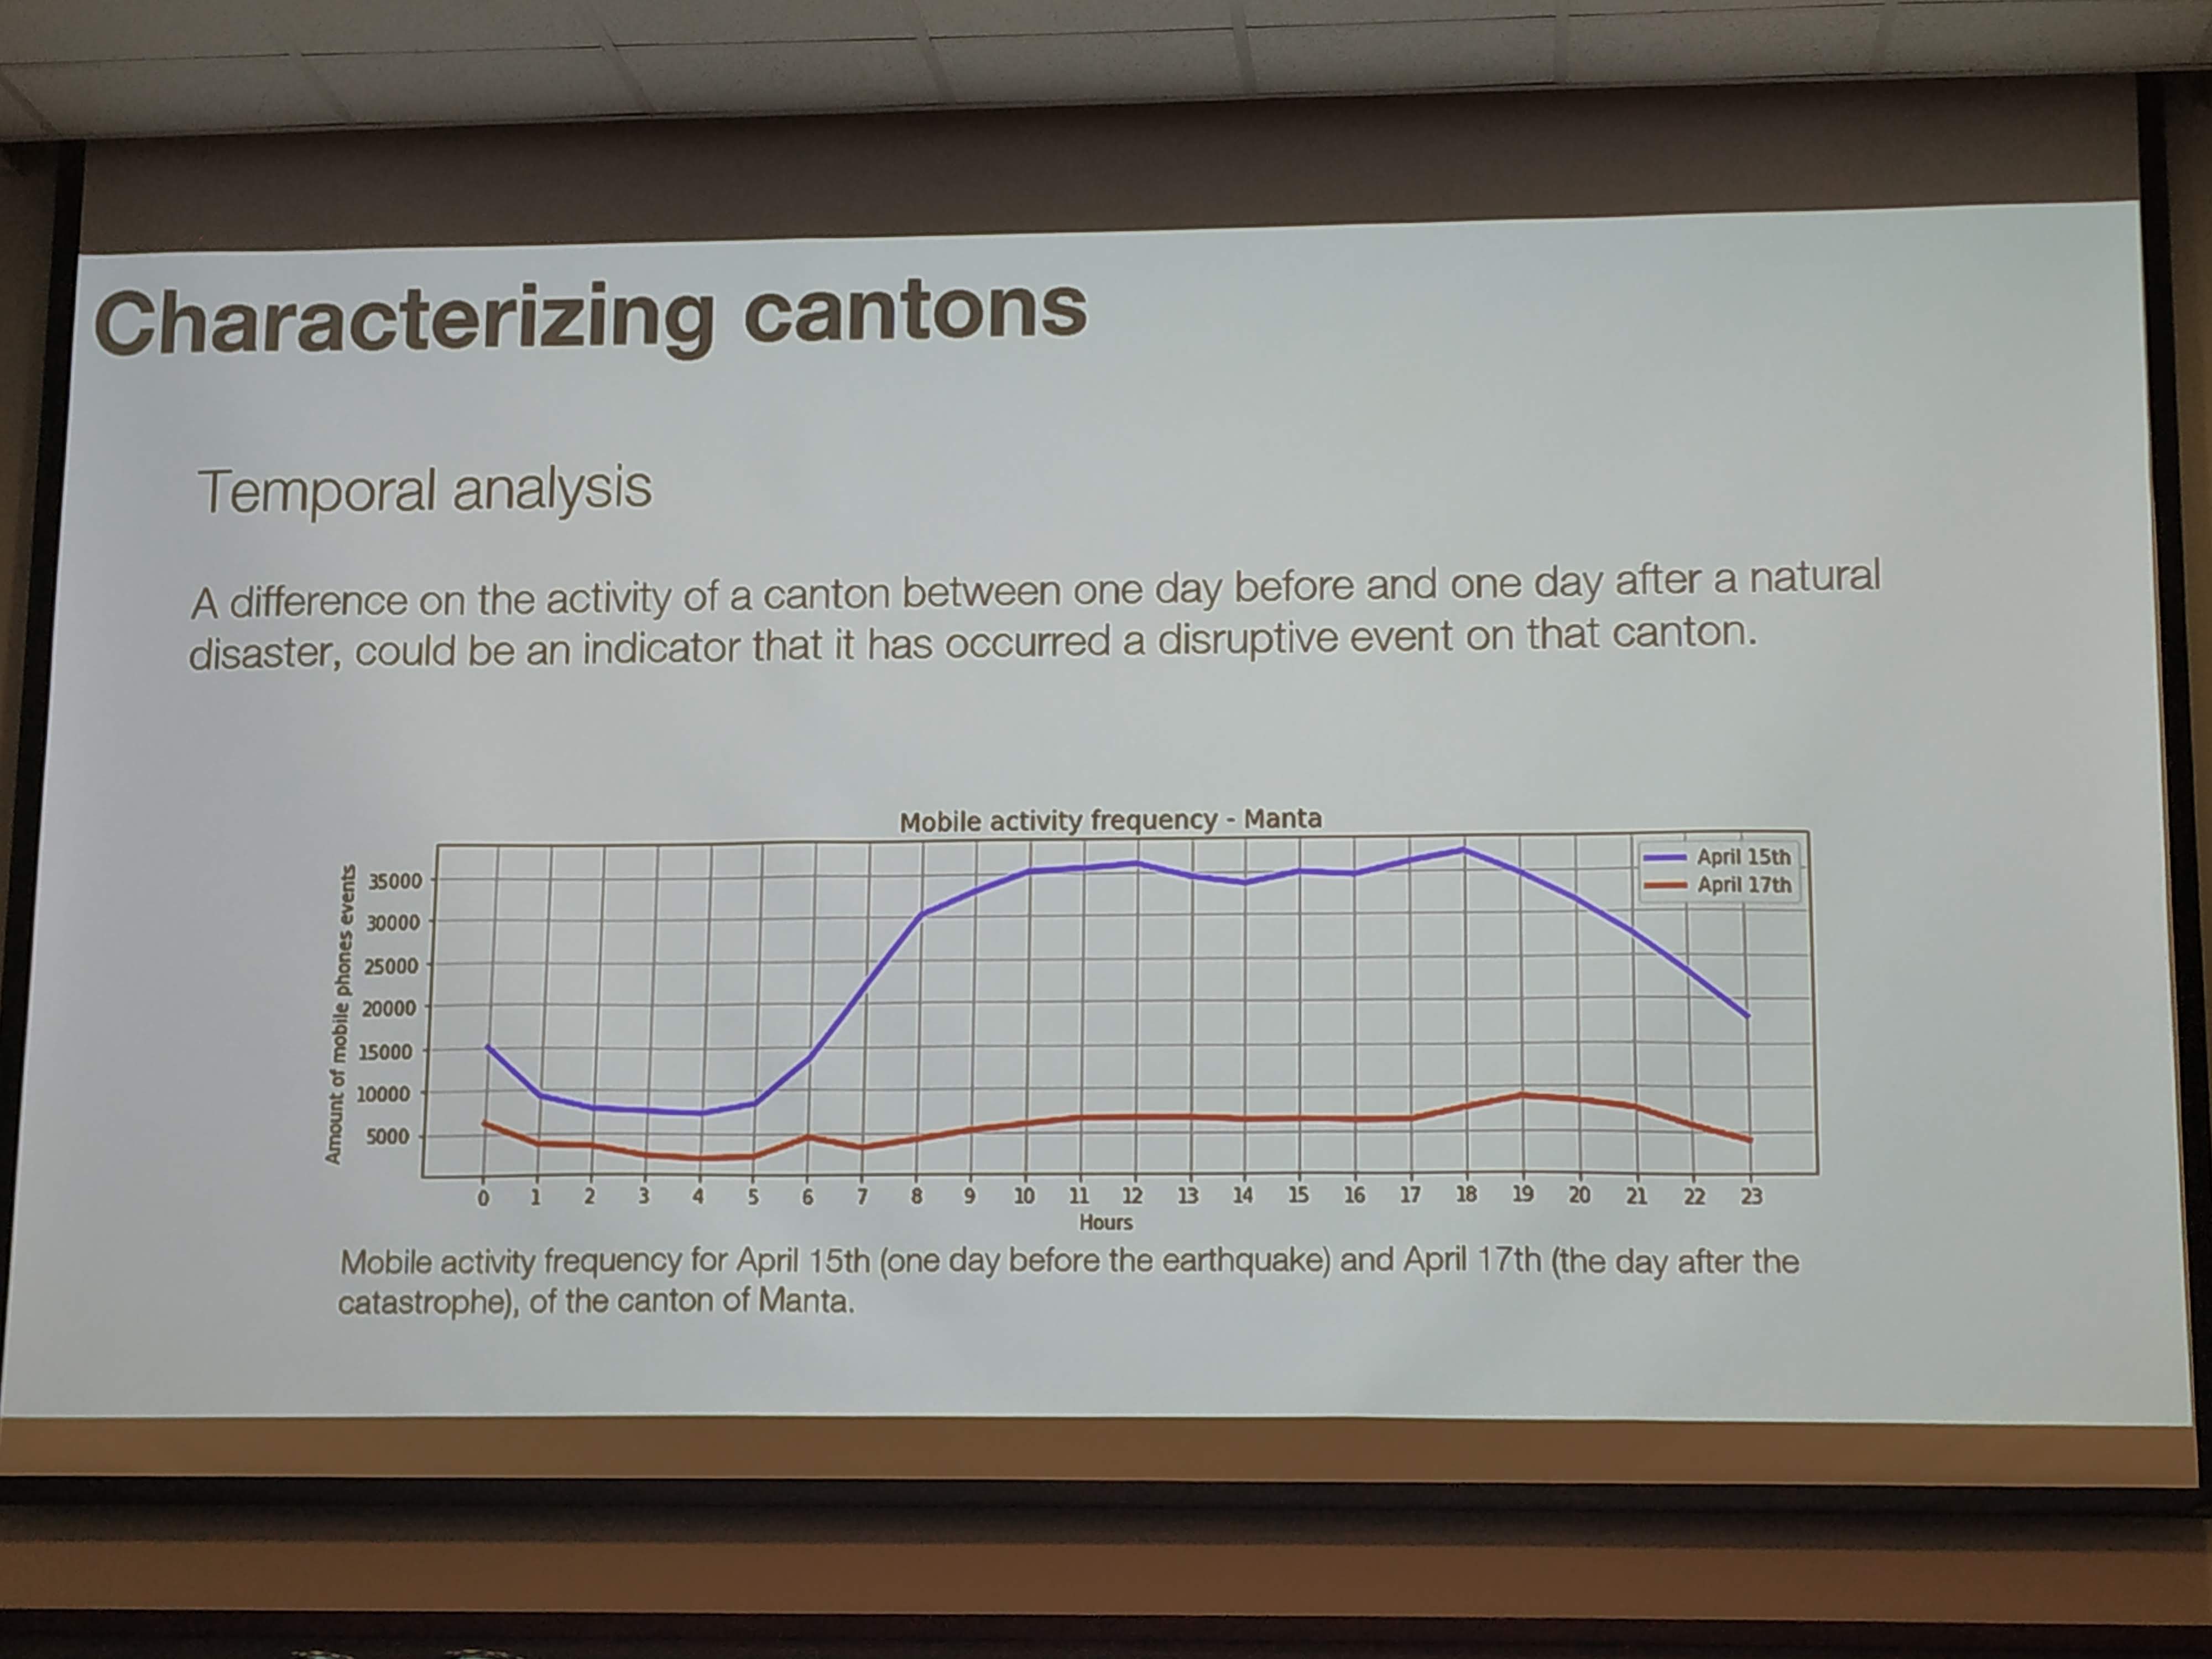 Characterizing cantons
Temporal analysis
A difference on the activity of a canton between one day before and one day after a natural
disaster, could be an indicator that it has occurred a disruptive event on that canton.
Mobile activity frequency - Manta
April 15th
April 17th
Amount of mobile phones events
35000
30000
25000
20000
15000
10000
5000
0 1 2 3 4 5 6 7 8 9 10 11 12 13 14 15 16 17 18 19 20 21 22 23
Hours
Mobile activity frequency for April 15th (one day before the earthquake) and April 17th (the day after the
catastrophe), of the canton of Manta.